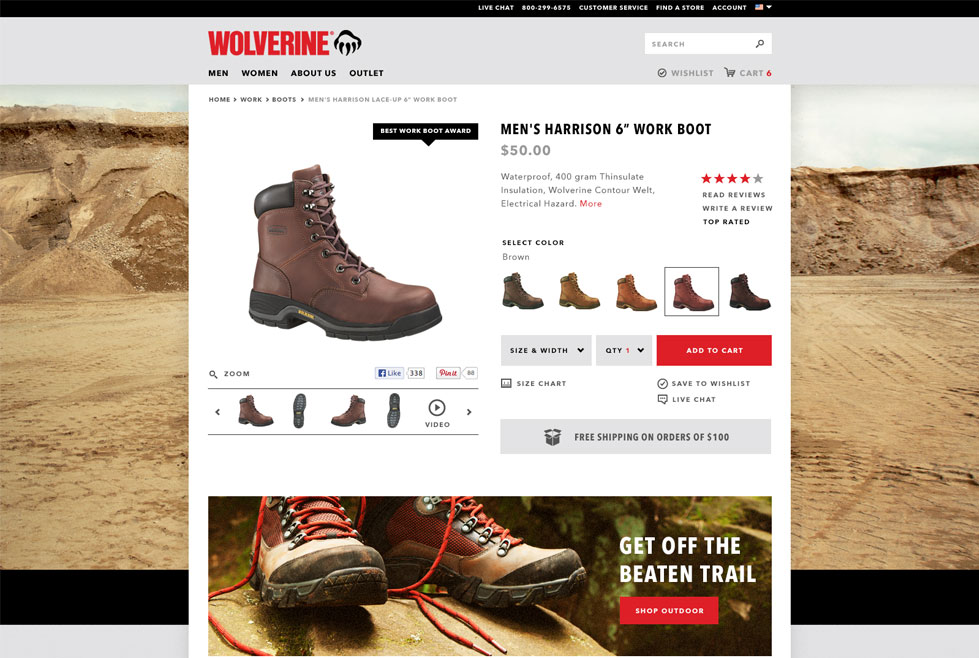 LIVE CHAT 800-299-6575 CUSTOMER SERVICE FIND A STORE ACCOUNT
WOLVERINE®
SEARCH
MEN WOMEN ABOUT US OUTLET
WISHLIST CART 6
HOME > WORK > BOOTS > MEN'S HARRISON LACE-UP 6" WORK BOOT
BEST WORK BOOT AWARD
MEN'S HARRISON 6” WORK BOOT
$50.00
Waterproof, 400 gram Thinsulate
Insulation, Wolverine Contour Welt,
Electrical Hazard. More
READ REVIEWS
WRITE A REVIEW
TOP RATED
SELECT COLOR
Brown
SIZE & WIDTH QTY 1 ADD TO CART
ZOOM
Like 338 Pinit 88
SIZE CHART
SAVE TO WISHLIST
LIVE CHAT
VIDEO
FREE SHIPPING ON ORDERS OF $100
GET OFF THE
BEATEN TRAIL
SHOP OUTDOOR